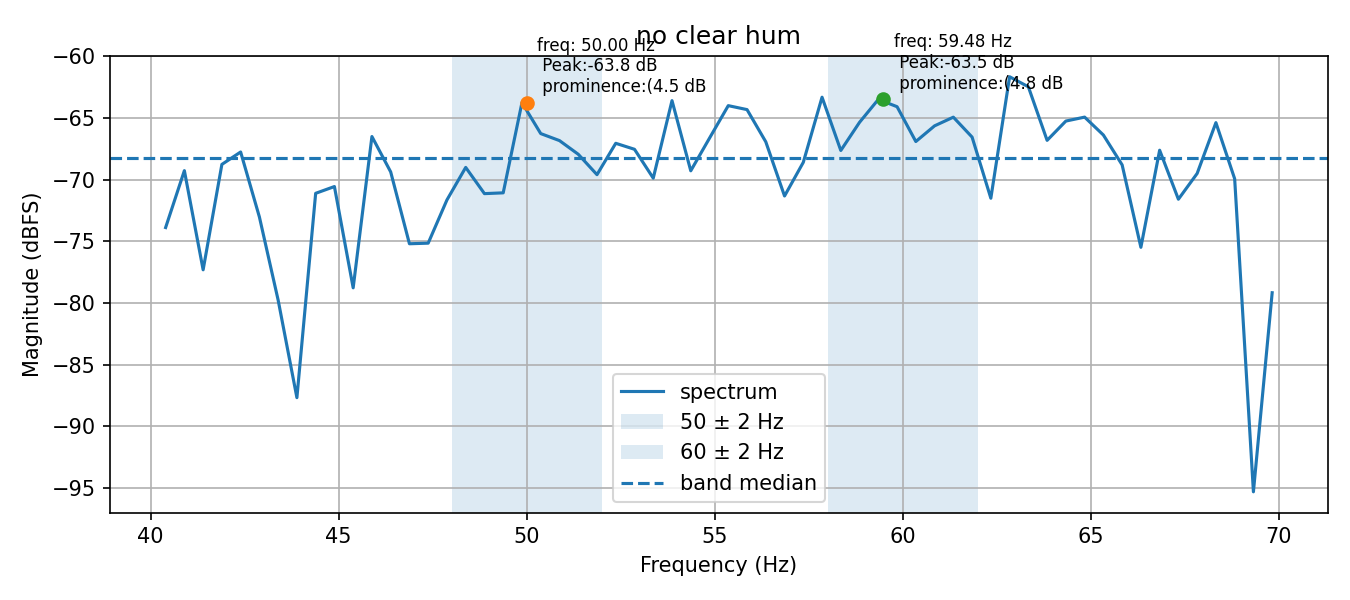 no clear hum
freq: 50.00 Hz
Peak:-63.8 dB
prominence:(4.5 dB
freq: 59.48 Hz
Peak:-63.5 dB
prominence:(4.8 dB
Magnitude (dBFS)
−60
−65
−70
−75
−80
−85
−90
−95
spectrum
50 ± 2 Hz
60 ± 2 Hz
band median
40
45
50
55
60
65
70
Frequency (Hz)